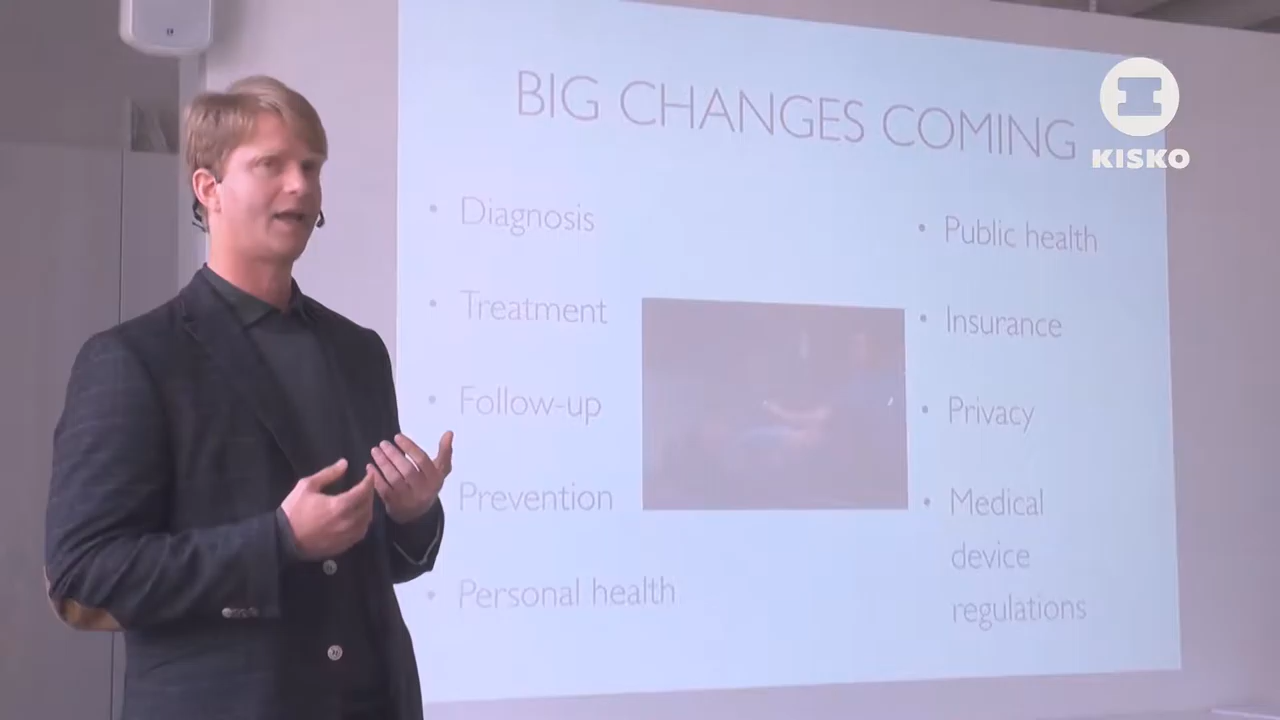 BIG CHANGES COMING
KISKO
• Diagnosis
• Treatment
• Follow-up
Prevention
• Personal health
• Public health
• Insurance
• Privacy
• Medical
device
regulations